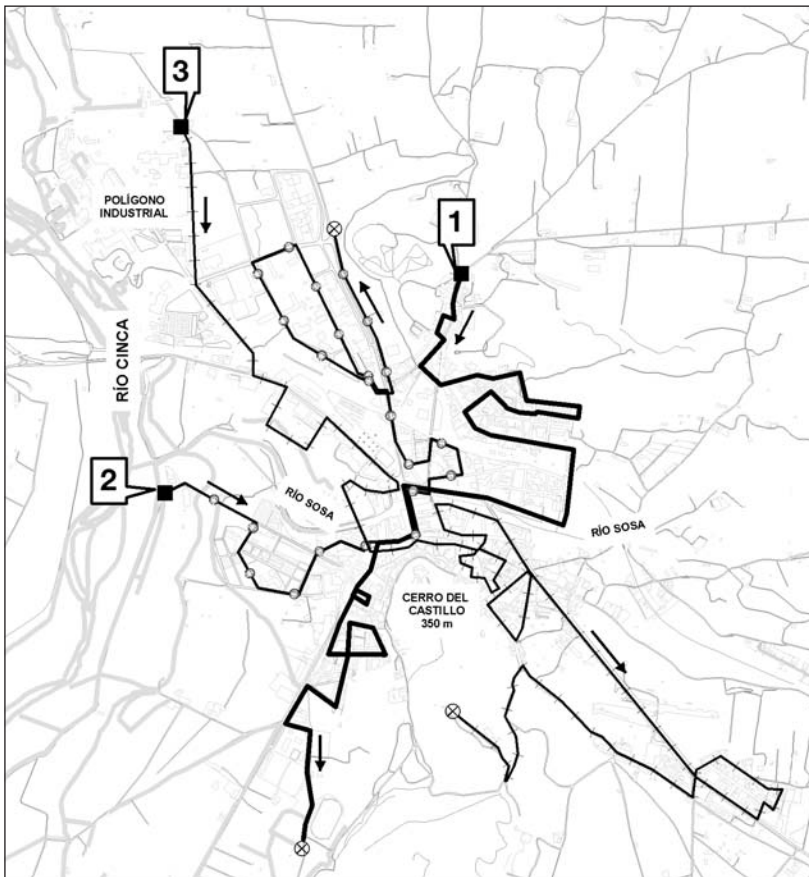 3
POLÍGONO
INDUSTRIAL
1
RÍO CINCA
2
RÍO SOSA
RÍO SOSA
CERRO DEL
CASTILLO
350 m